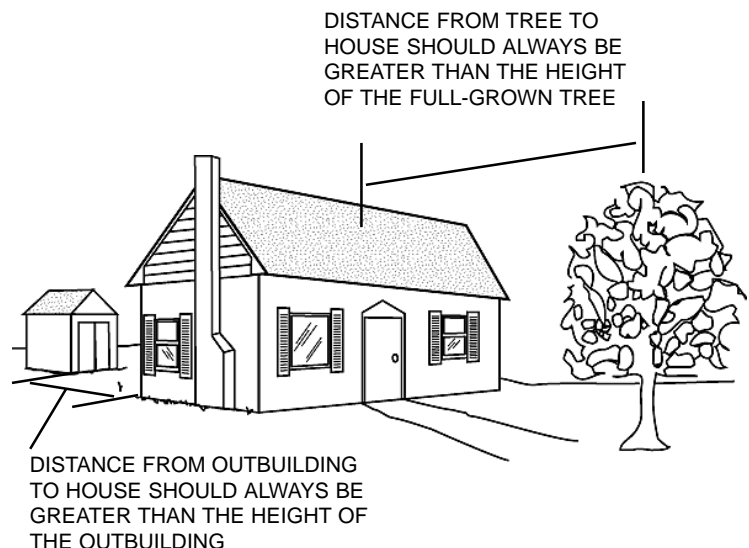 DISTANCE FROM TREE TO
HOUSE SHOULD ALWAYS BE
GREATER THAN THE HEIGHT
OF THE FULL-GROWN TREE
DISTANCE FROM OUTBUILDING
TO HOUSE SHOULD ALWAYS BE
GREATER THAN THE HEIGHT OF
THE OUTBUILDING